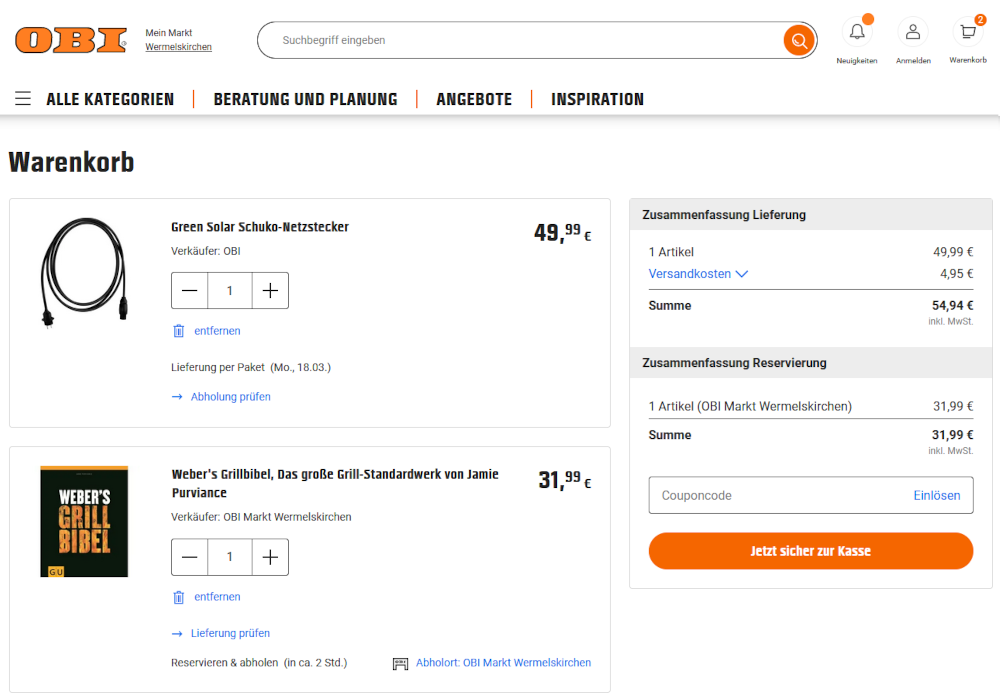 OBI
Mein Markt
Wermelskirchen
Suchbegriff eingeben
2
Neuigkeiten
Anmelden
Warenkorb
ALLE KATEGORIEN
BERATUNG UND PLANUNG
ANGEBOTE
INSPIRATION
Warenkorb
Green Solar Schuko-Netzstecker
49,99 €
Verkäufer: OBI
1
entfernen
Lieferung per Paket (Mo., 18.03.)
Abholung prüfen
WEBER'S
GRILL
BIBEL
GU
Weber's Grillbibel, Das große Grill-Standardwerk von Jamie
Purviance
31,99 €
Verkäufer: OBI Markt Wermelskirchen
1
entfernen
Lieferung prüfen
Reservieren & abholen (in ca. 2 Std.)
Abholort: OBI Markt Wermelskirchen
Zusammenfassung Lieferung
1 Artikel 49,99 €
Versandkosten 4,95 €
Summe 54,94 €
inkl. MwSt.
Zusammenfassung Reservierung
1 Artikel (OBI Markt Wermelskirchen) 31,99 €
Summe 31,99 €
inkl. MwSt.
Couponcode Einlösen
Jetzt sicher zur Kasse